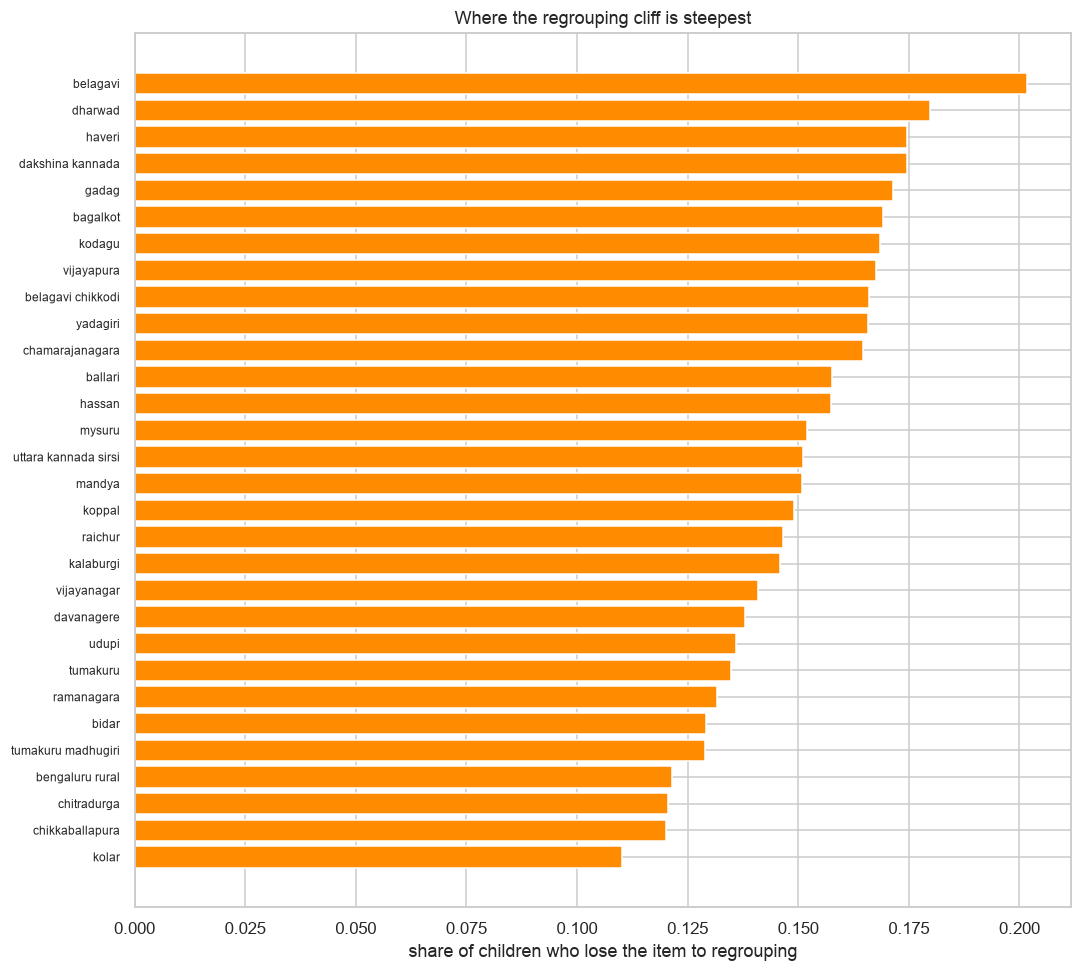 Where the regrouping cliff is steepest
belagavi
dharwad
haveri
dakshina kannada
gadag
bagalkot
kodagu
vijayapura
belagavi chikkodi
yadagiri
chamarajanagara
ballari
hassan
mysuru
uttara kannada sirsi
mandya
koppal
raichur
kalaburgi
vijayanagar
davanagere
udupi
tumakuru
ramanagara
bidar
tumakuru madhugiri
bengaluru rural
chitradurga
chikkaballapura
kolar
0.000 0.025 0.050 0.075 0.100 0.125 0.150 0.175 0.200
share of children who lose the item to regrouping